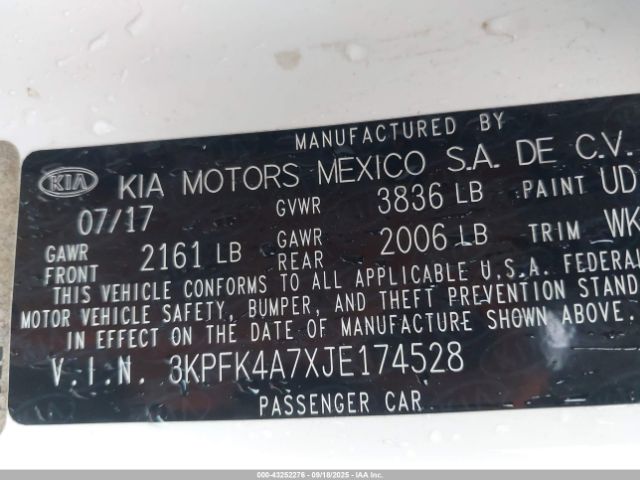 MANUFACTURED BY
KIA KIA MOTORS MEXICO S.A. DE C.V.
07/17 GVWR 3836 LB PAINT UD
GAWR FRONT 2161 LB GAWR REAR 2006 LB TRIM WK
THIS VEHICLE CONFORMS TO ALL APPLICABLE U.S.A. FEDERAL
MOTOR VEHICLE SAFETY, BUMPER, AND THEFT PREVENTION STAND
IN EFFECT ON THE DATE OF MANUFACTURE SHOWN ABOVE.
V.I.N. 3KPFK4A7XJE174528
PASSENGER CAR
000-43252276 - 09/18/2025 - IAAI.com